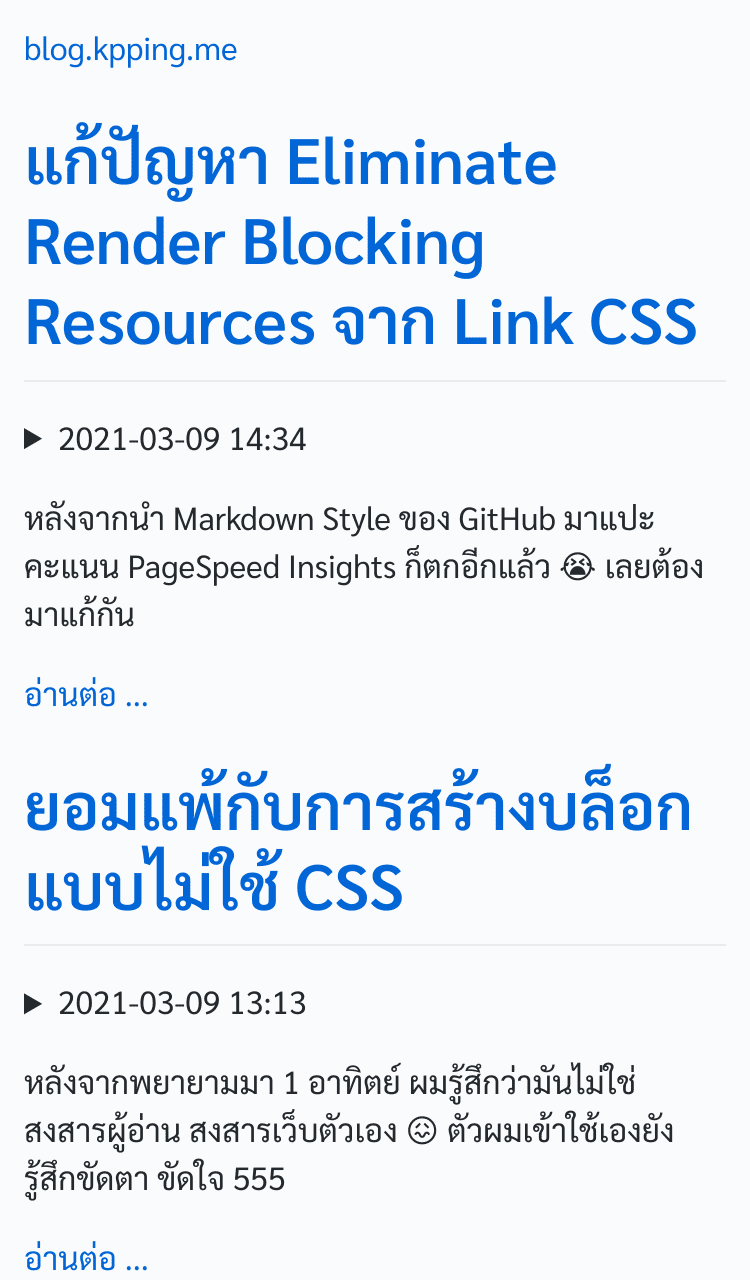 blog.kpping.me
แก้ปัญหา Eliminate
Render Blocking
Resources จาก Link CSS
▶ 2021-03-09 14:34
หลังจากนำ Markdown Style ของ GitHub มาแปะ
คะแนน PageSpeed Insights ก็ตกอีกแล้ว 😭 เลยต้อง
มาแก้กัน
อ่านต่อ ...
ยอมแพ้กับการสร้างบล็อก
แบบไม่ใช้ CSS
▶ 2021-03-09 13:13
หลังจากพยายามมา 1 อาทิตย์ ผมรู้สึกว่ามันไม่ใช่
สงสารผู้อ่าน สงสารเว็บตัวเอง 😖 ตัวผมเข้าใช้เองยัง
รู้สึกขัดตา ขัดใจ 555
อ่านต่อ ...